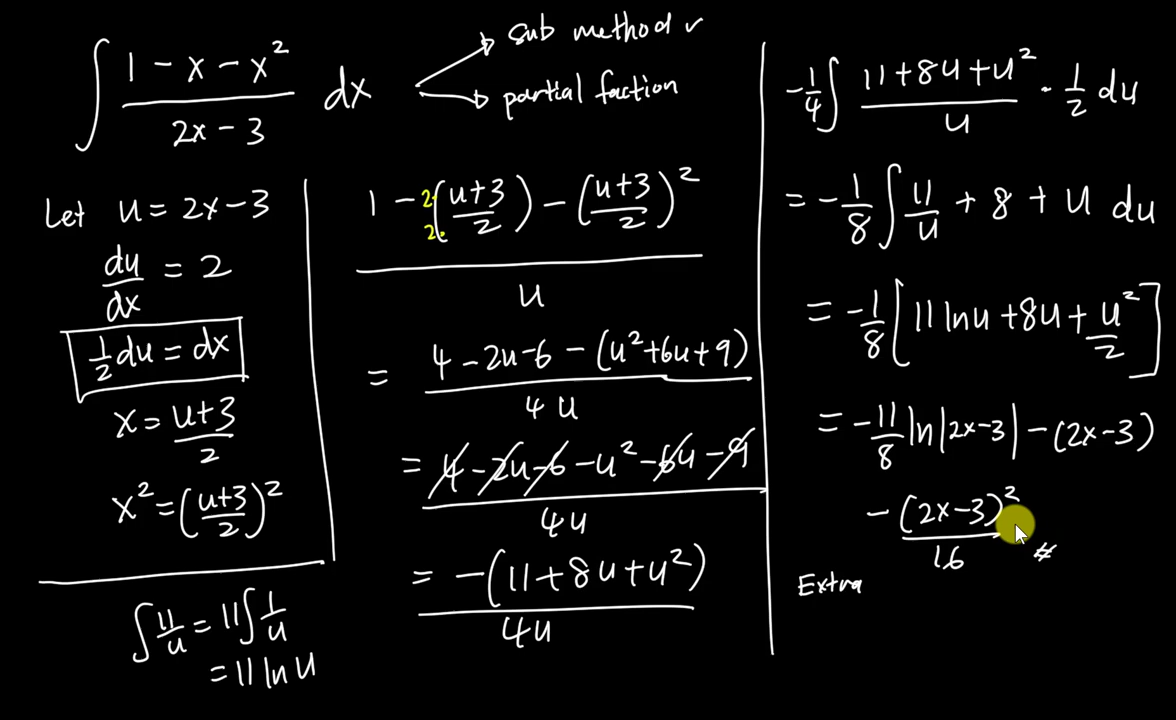 ∫ (1 - x - x²)/(2x - 3) dx
sub method ✓
partial faction
Let u = 2x - 3
du/dx = 2
½ du = dx
x = (u+3)/2
x² = ((u+3)/2)²
∫ 11/u = 11 ∫ 1/u
= 11 ln u
(1 - 2·/2· ((u+3)/2) - ((u+3)/2)²)/u
= (4 - 2u - 6 - (u² + 6u + 9))/4u
= (4 - 2u - 6 - u² - 6u - 9)/4u
= -(11 + 8u + u²)/4u
-¼ ∫ (11 + 8u + u²)/u · ½ du
= -⅛ ∫ 11/u + 8 + u du
= -⅛ [11 ln u + 8u + u²/2]
= -11/8 ln|2x-3| - (2x-3)
- (2x-3)²/16 #
Extra